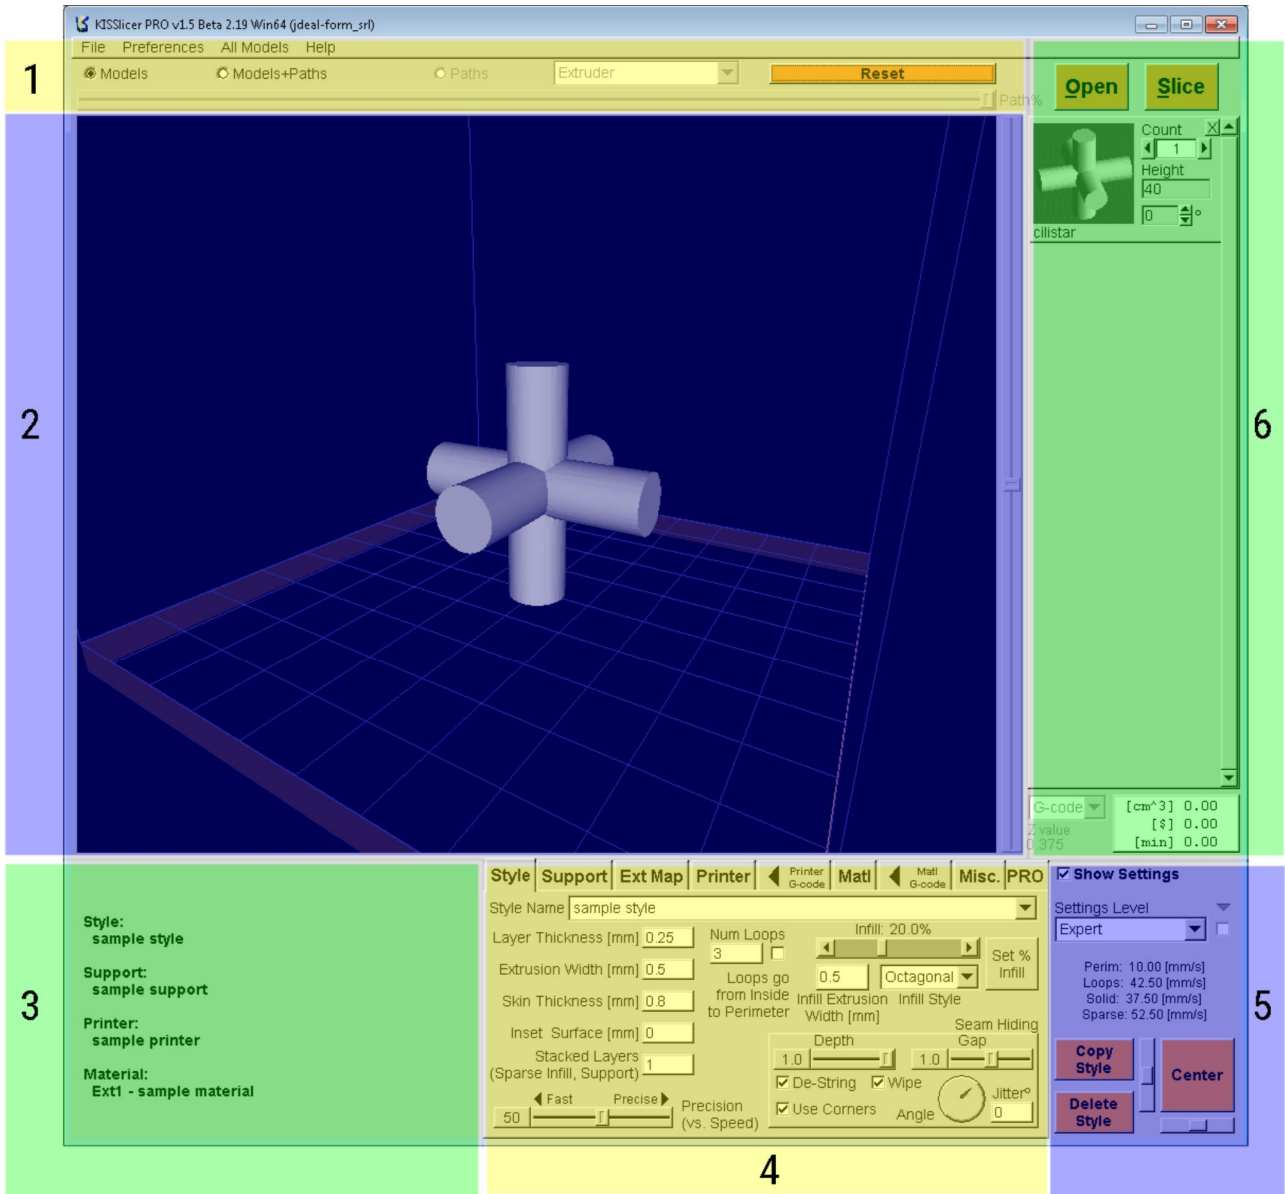 KISSlicer PRO v1.5 Beta 2.19 Win64 (jdeal-form_srl)
File Preferences All Models Help
1
Models Models+Paths Paths Extruder Reset
Path%
Open Slice
2
Count X
1
Height
40
0 °
cilistar
6
G-code
Z value
0.375
[cm^3] 0.00
[$] 0.00
[min] 0.00
3
Style:
sample style
Support:
sample support
Printer:
sample printer
Material:
Ext1 - sample material
Style Support Ext Map Printer Printer G-code Matl Matl G-code Misc. PRO
Style Name sample style
Layer Thickness [mm] 0.25
Extrusion Width [mm] 0.5
Skin Thickness [mm] 0.8
Inset Surface [mm] 0
Stacked Layers
(Sparse Infill, Support) 1
Fast Precise
50
Precision
(vs. Speed)
Num Loops
3
Loops go
from Inside
to Perimeter
Infill: 20.0%
Set %
Infill
0.5 Octagonal
Infill Extrusion
Width [mm]
Infill Style
Seam Hiding
Depth Gap
1.0 1.0
De-String Wipe
Use Corners Angle
Jitter°
0
4
Show Settings
Settings Level
Expert
Perim: 10.00 [mm/s]
Loops: 42.50 [mm/s]
Solid: 37.50 [mm/s]
Sparse: 52.50 [mm/s]
Copy
Style
Center
Delete
Style
5